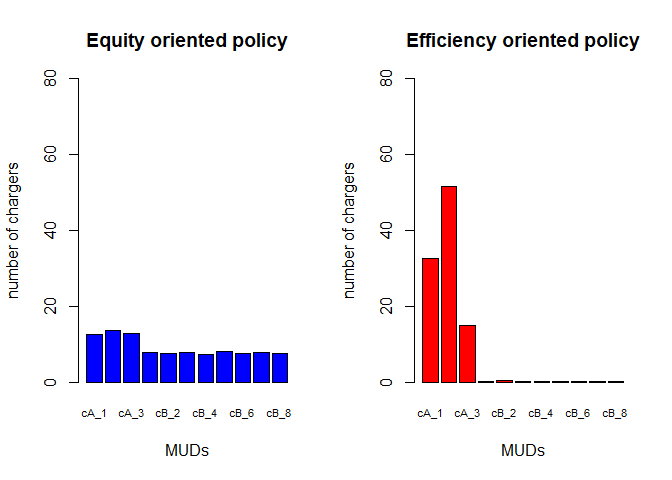 Equity oriented policy
number of chargers
0 20 40 60 80
cA_1 cA_3 cB_2 cB_4 cB_6 cB_8
MUDs
Efficiency oriented policy
number of chargers
0 20 40 60 80
cA_1 cA_3 cB_2 cB_4 cB_6 cB_8
MUDs